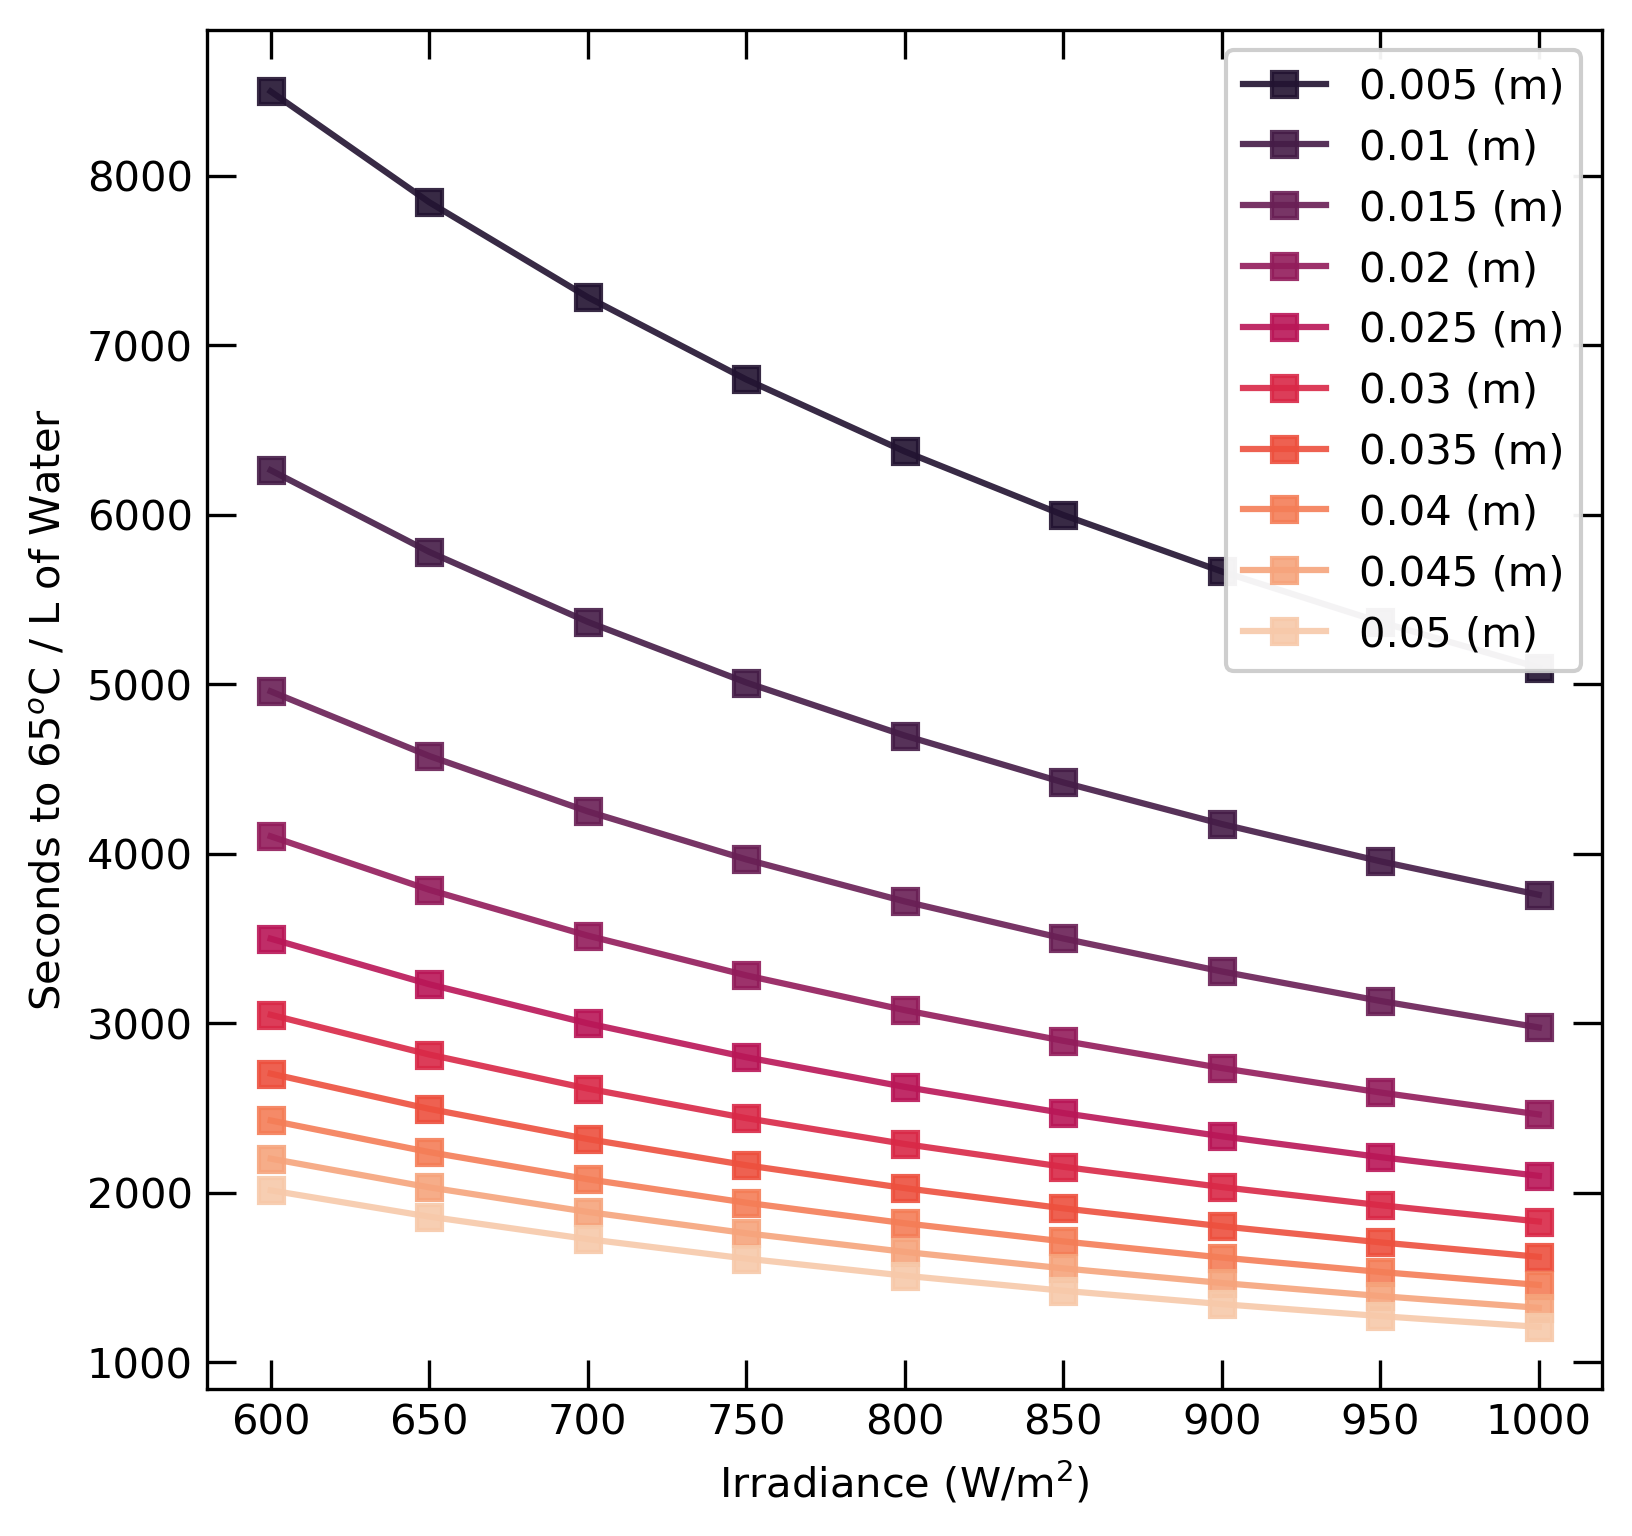 0.005 (m)
0.01 (m)
0.015 (m)
0.02 (m)
0.025 (m)
0.03 (m)
0.035 (m)
0.04 (m)
0.045 (m)
0.05 (m)
8000
7000
6000
5000
4000
3000
2000
1000
Seconds to 65°C / L of Water
600 650 700 750 800 850 900 950 1000
Irradiance (W/m²)